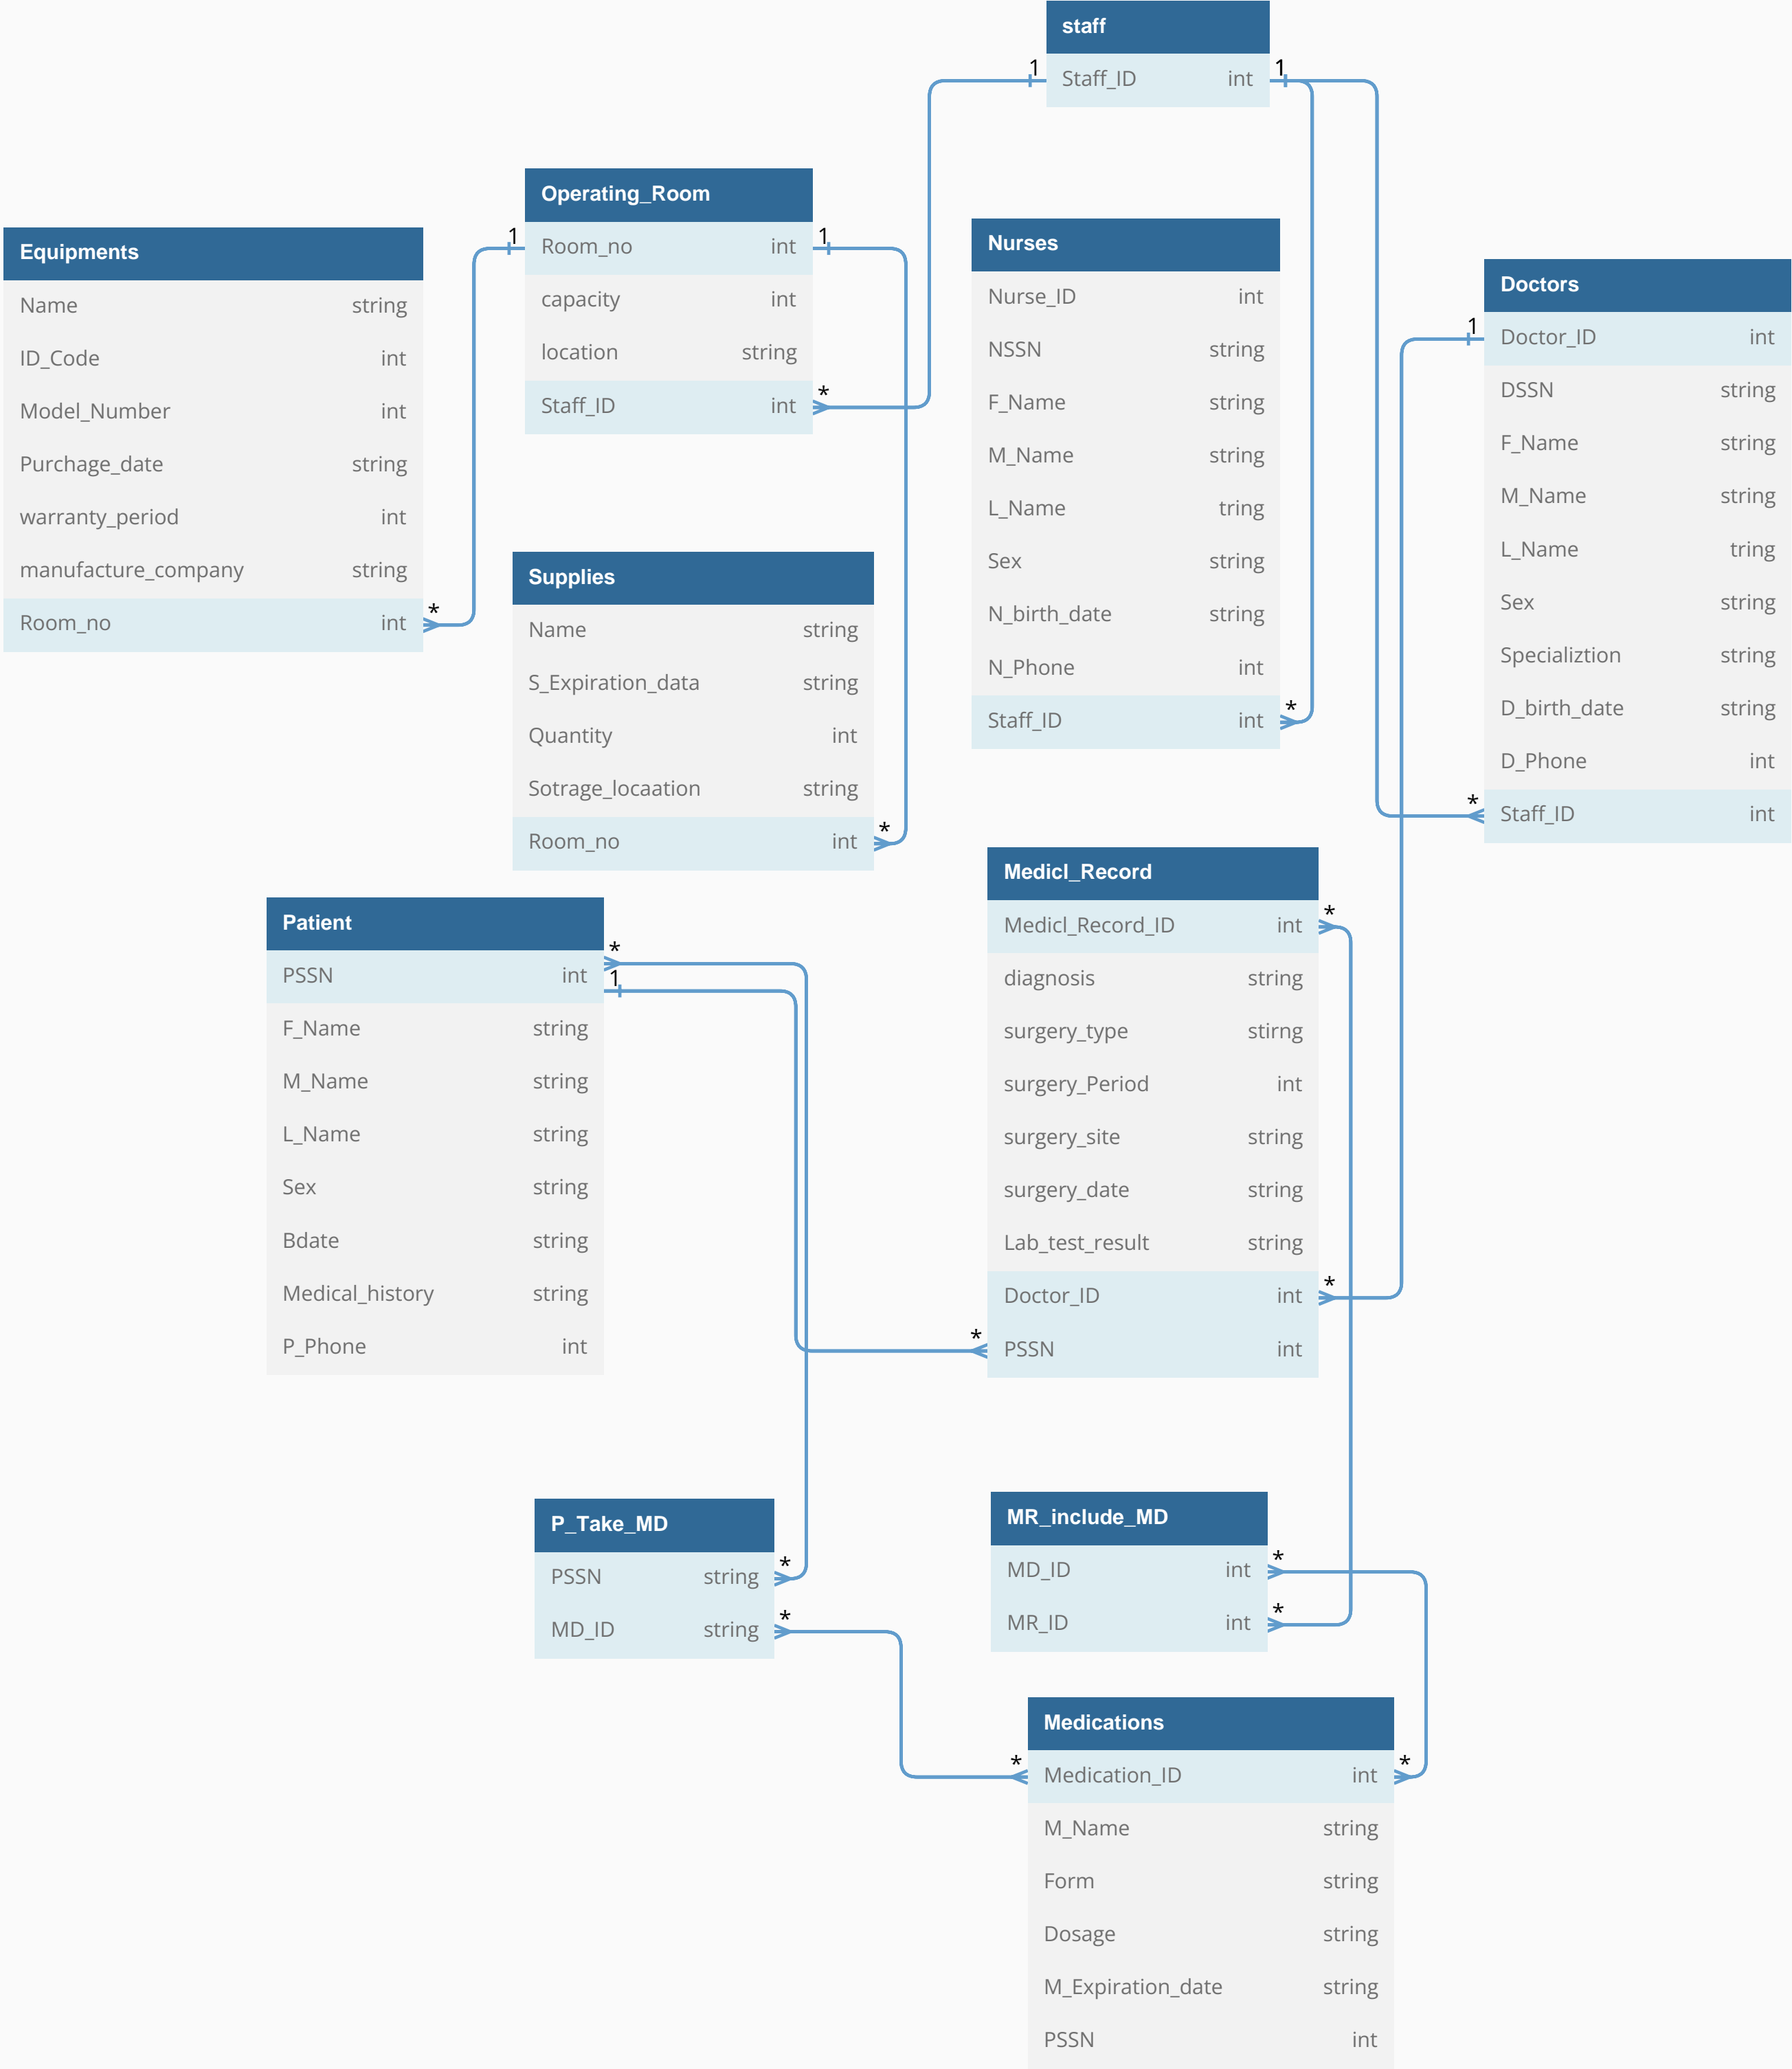 staff
Staff_ID int
1
1
Operating_Room
Room_no int
capacity int
location string
Staff_ID int
1
1
*
Equipments
Name string
ID_Code int
Model_Number int
Purchage_date string
warranty_period int
manufacture_company string
Room_no int
*
Nurses
Nurse_ID int
NSSN string
F_Name string
M_Name string
L_Name tring
Sex string
N_birth_date string
N_Phone int
Staff_ID int
*
Doctors
Doctor_ID int
DSSN string
F_Name string
M_Name string
L_Name tring
Sex string
Specializtion string
D_birth_date string
D_Phone int
Staff_ID int
1
*
Supplies
Name string
S_Expiration_data string
Quantity int
Sotrage_locaation string
Room_no int
*
Medicl_Record
Medicl_Record_ID int
diagnosis string
surgery_type stirng
surgery_Period int
surgery_site string
surgery_date string
Lab_test_result string
Doctor_ID int
PSSN int
*
*
*
Patient
PSSN int
F_Name string
M_Name string
L_Name string
Sex string
Bdate string
Medical_history string
P_Phone int
*
1
P_Take_MD
PSSN string
MD_ID string
*
*
MR_include_MD
MD_ID int
MR_ID int
*
*
Medications
Medication_ID int
M_Name string
Form string
Dosage string
M_Expiration_date string
PSSN int
*
*